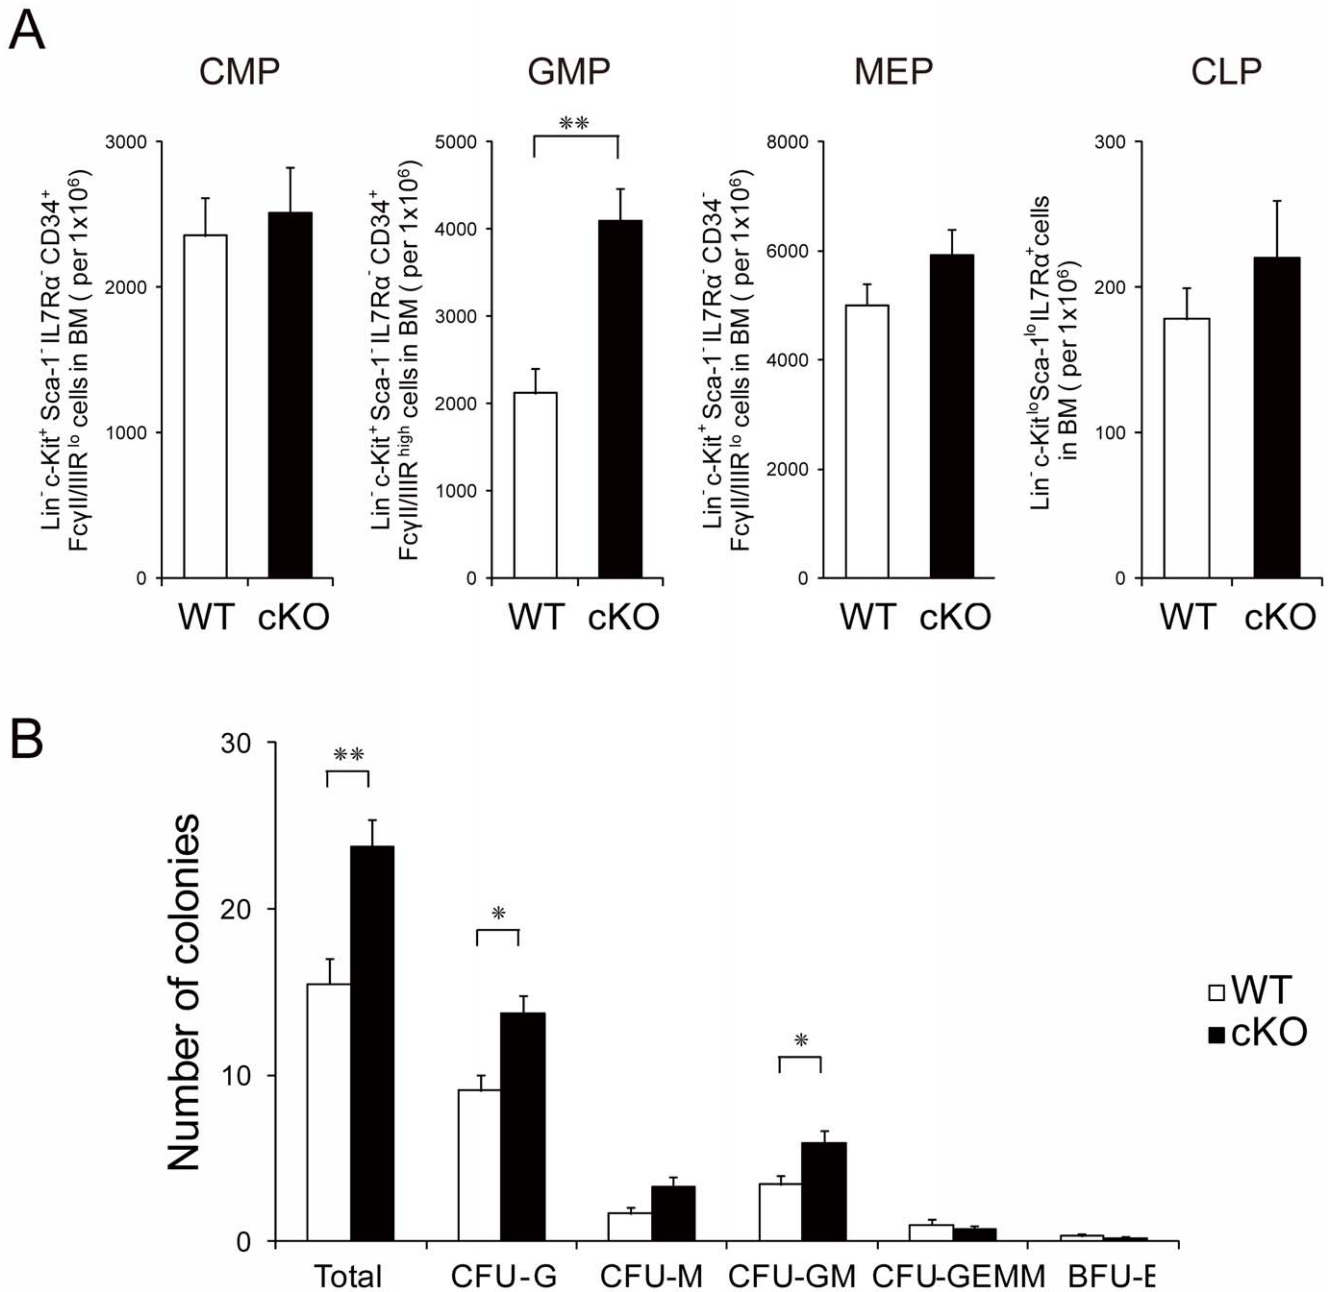 A
CMP
GMP
MEP
CLP
Lin⁻ c-Kit⁺ Sca-1⁻ IL7Rα⁻ CD34⁺
FcγII/IIIR ˡᵒ cells in BM ( per 1x10⁶)
3000
2000
1000
0
WT cKO
Lin⁻ c-Kit⁺ Sca-1⁻ IL7Rα⁻ CD34⁺
FcγII/IIIR ʰⁱᵍʰ cells in BM ( per 1x10⁶)
5000
4000
3000
2000
1000
0
**
WT cKO
Lin⁻ c-Kit⁺ Sca-1⁻ IL7Rα⁻ CD34⁻
FcγII/IIIR ˡᵒ cells in BM ( per 1x10⁶)
8000
6000
4000
2000
0
WT cKO
Lin⁻ c-Kitˡᵒ Sca-1ˡᵒ IL7Rα⁺ cells
in BM ( per 1x10⁶)
300
200
100
0
WT cKO
B
Number of colonies
30
20
10
0
**
*
*
WT
cKO
Total CFU-G CFU-M CFU-GM CFU-GEMM BFU-E